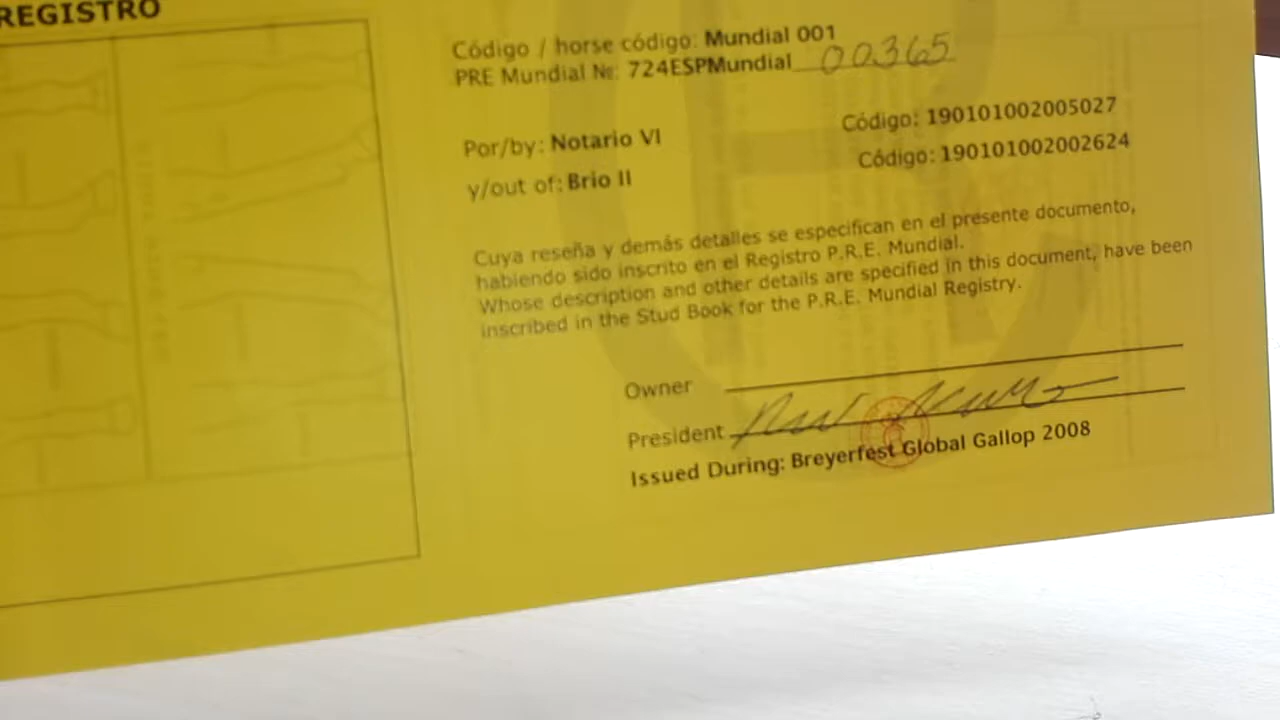 REGISTRO
Código / horse código: Mundial 001
PRE Mundial №: 724ESPMundial 00365
Por/by: Notario VI Código: 190101002005027
y/out of: Brio II Código: 190101002002624
Cuya reseña y demás detalles se especifican en el presente documento,
habiendo sido inscrito en el Registro P.R.E. Mundial.
Whose description and other details are specified in this document, have been
inscribed in the Stud Book for the P.R.E. Mundial Registry.
Owner
President
Issued During: Breyerfest Global Gallop 2008